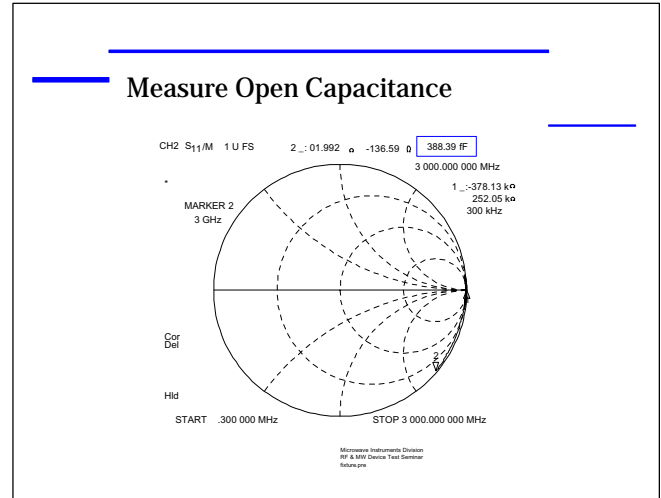 Measure Open Capacitance
CH2 S11/M 1 U FS 2 _: 01.992 Ω -136.59 Ω 388.39 fF
3 000.000 000 MHz
*
1 _:-378.13 kΩ
252.05 kΩ
300 kHz
MARKER 2
3 GHz
1
Cor
Del
2
Hld
START .300 000 MHz STOP 3 000.000 000 MHz
Microwave Instruments Division
RF & MW Device Test Seminar
fixture.pre